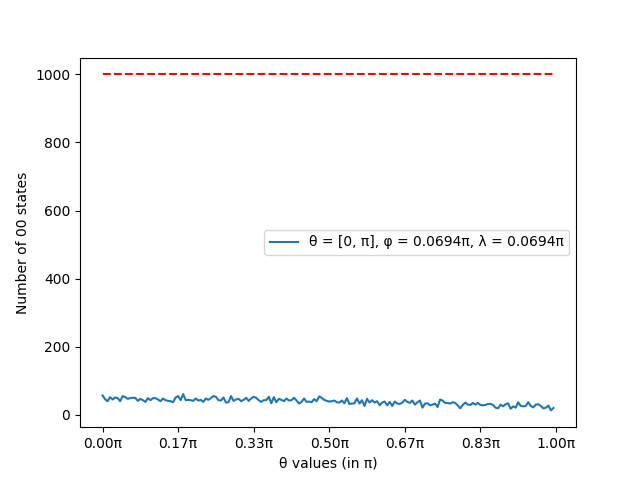 1000
800
600
400
200
0
Number of 00 states
θ = [0, π], φ = 0.0694π, λ = 0.0694π
0.00π 0.17π 0.33π 0.50π 0.67π 0.83π 1.00π
θ values (in π)